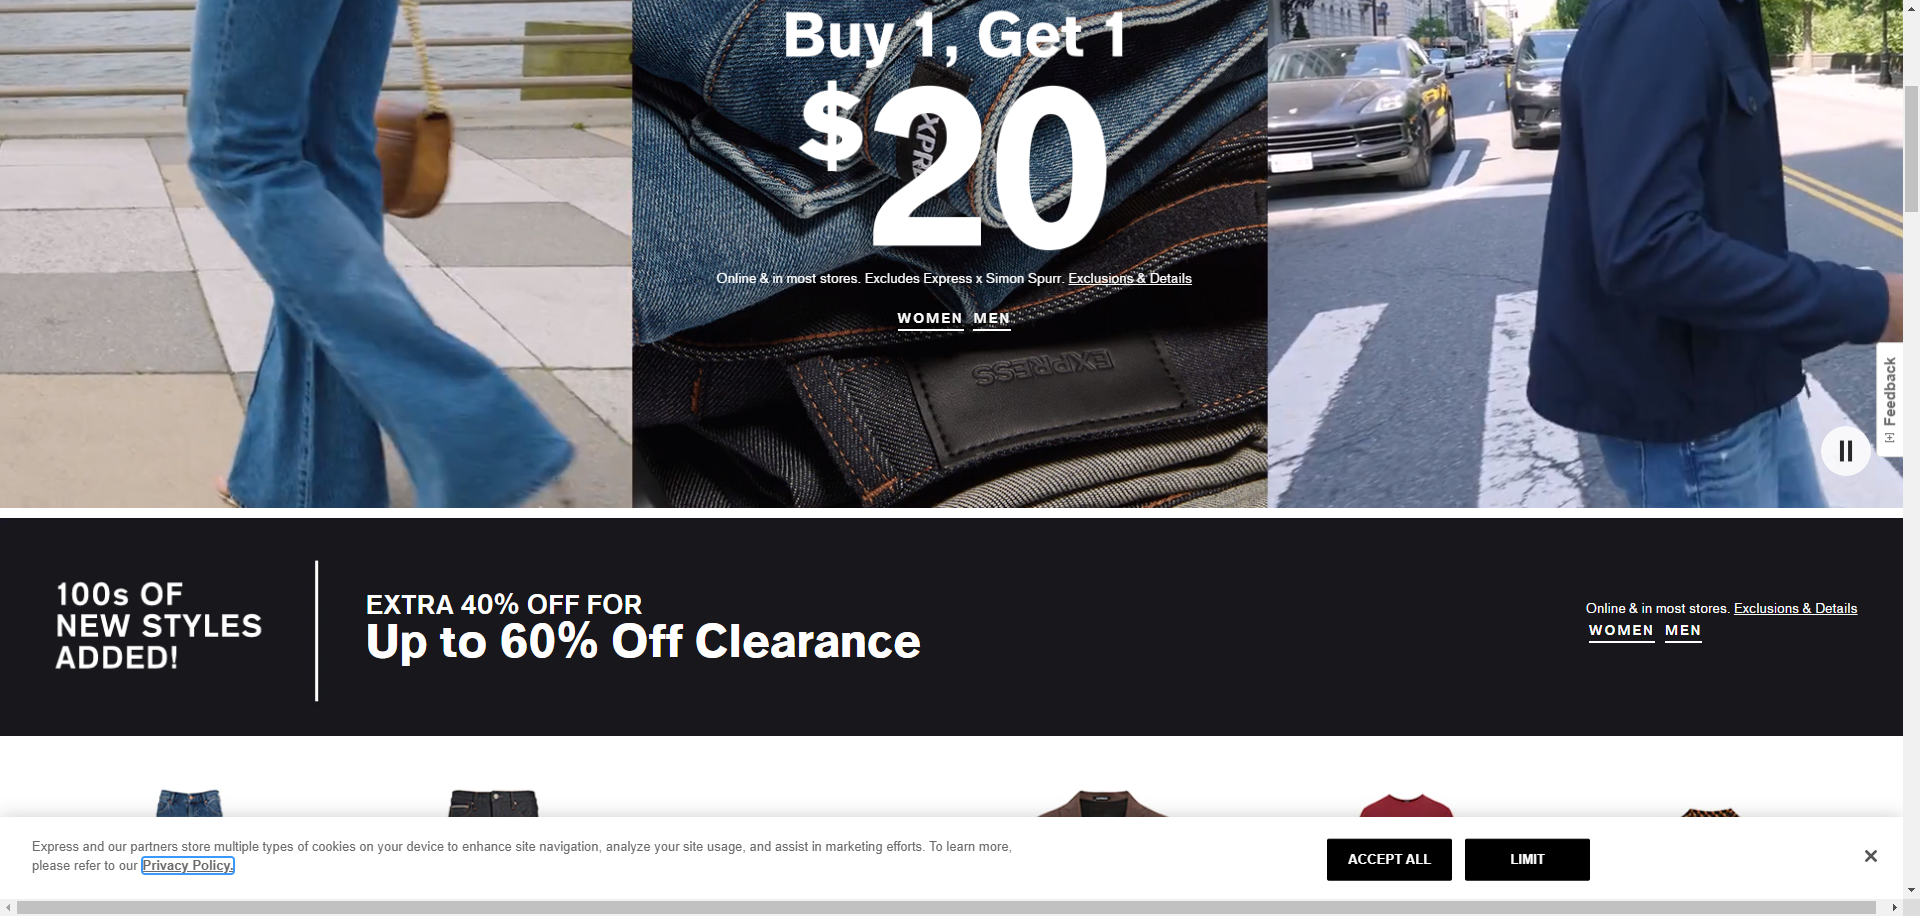 Buy 1, Get 1
$20
Online & in most stores. Excludes Express x Simon Spurr. Exclusions & Details
WOMEN MEN
EXPRESS
[+] Feedback
100s OF
NEW STYLES
ADDED!
EXTRA 40% OFF FOR
Up to 60% Off Clearance
Online & in most stores. Exclusions & Details
WOMEN MEN
Express and our partners store multiple types of cookies on your device to enhance site navigation, analyze your site usage, and assist in marketing efforts. To learn more,
please refer to our Privacy Policy.
ACCEPT ALL
LIMIT